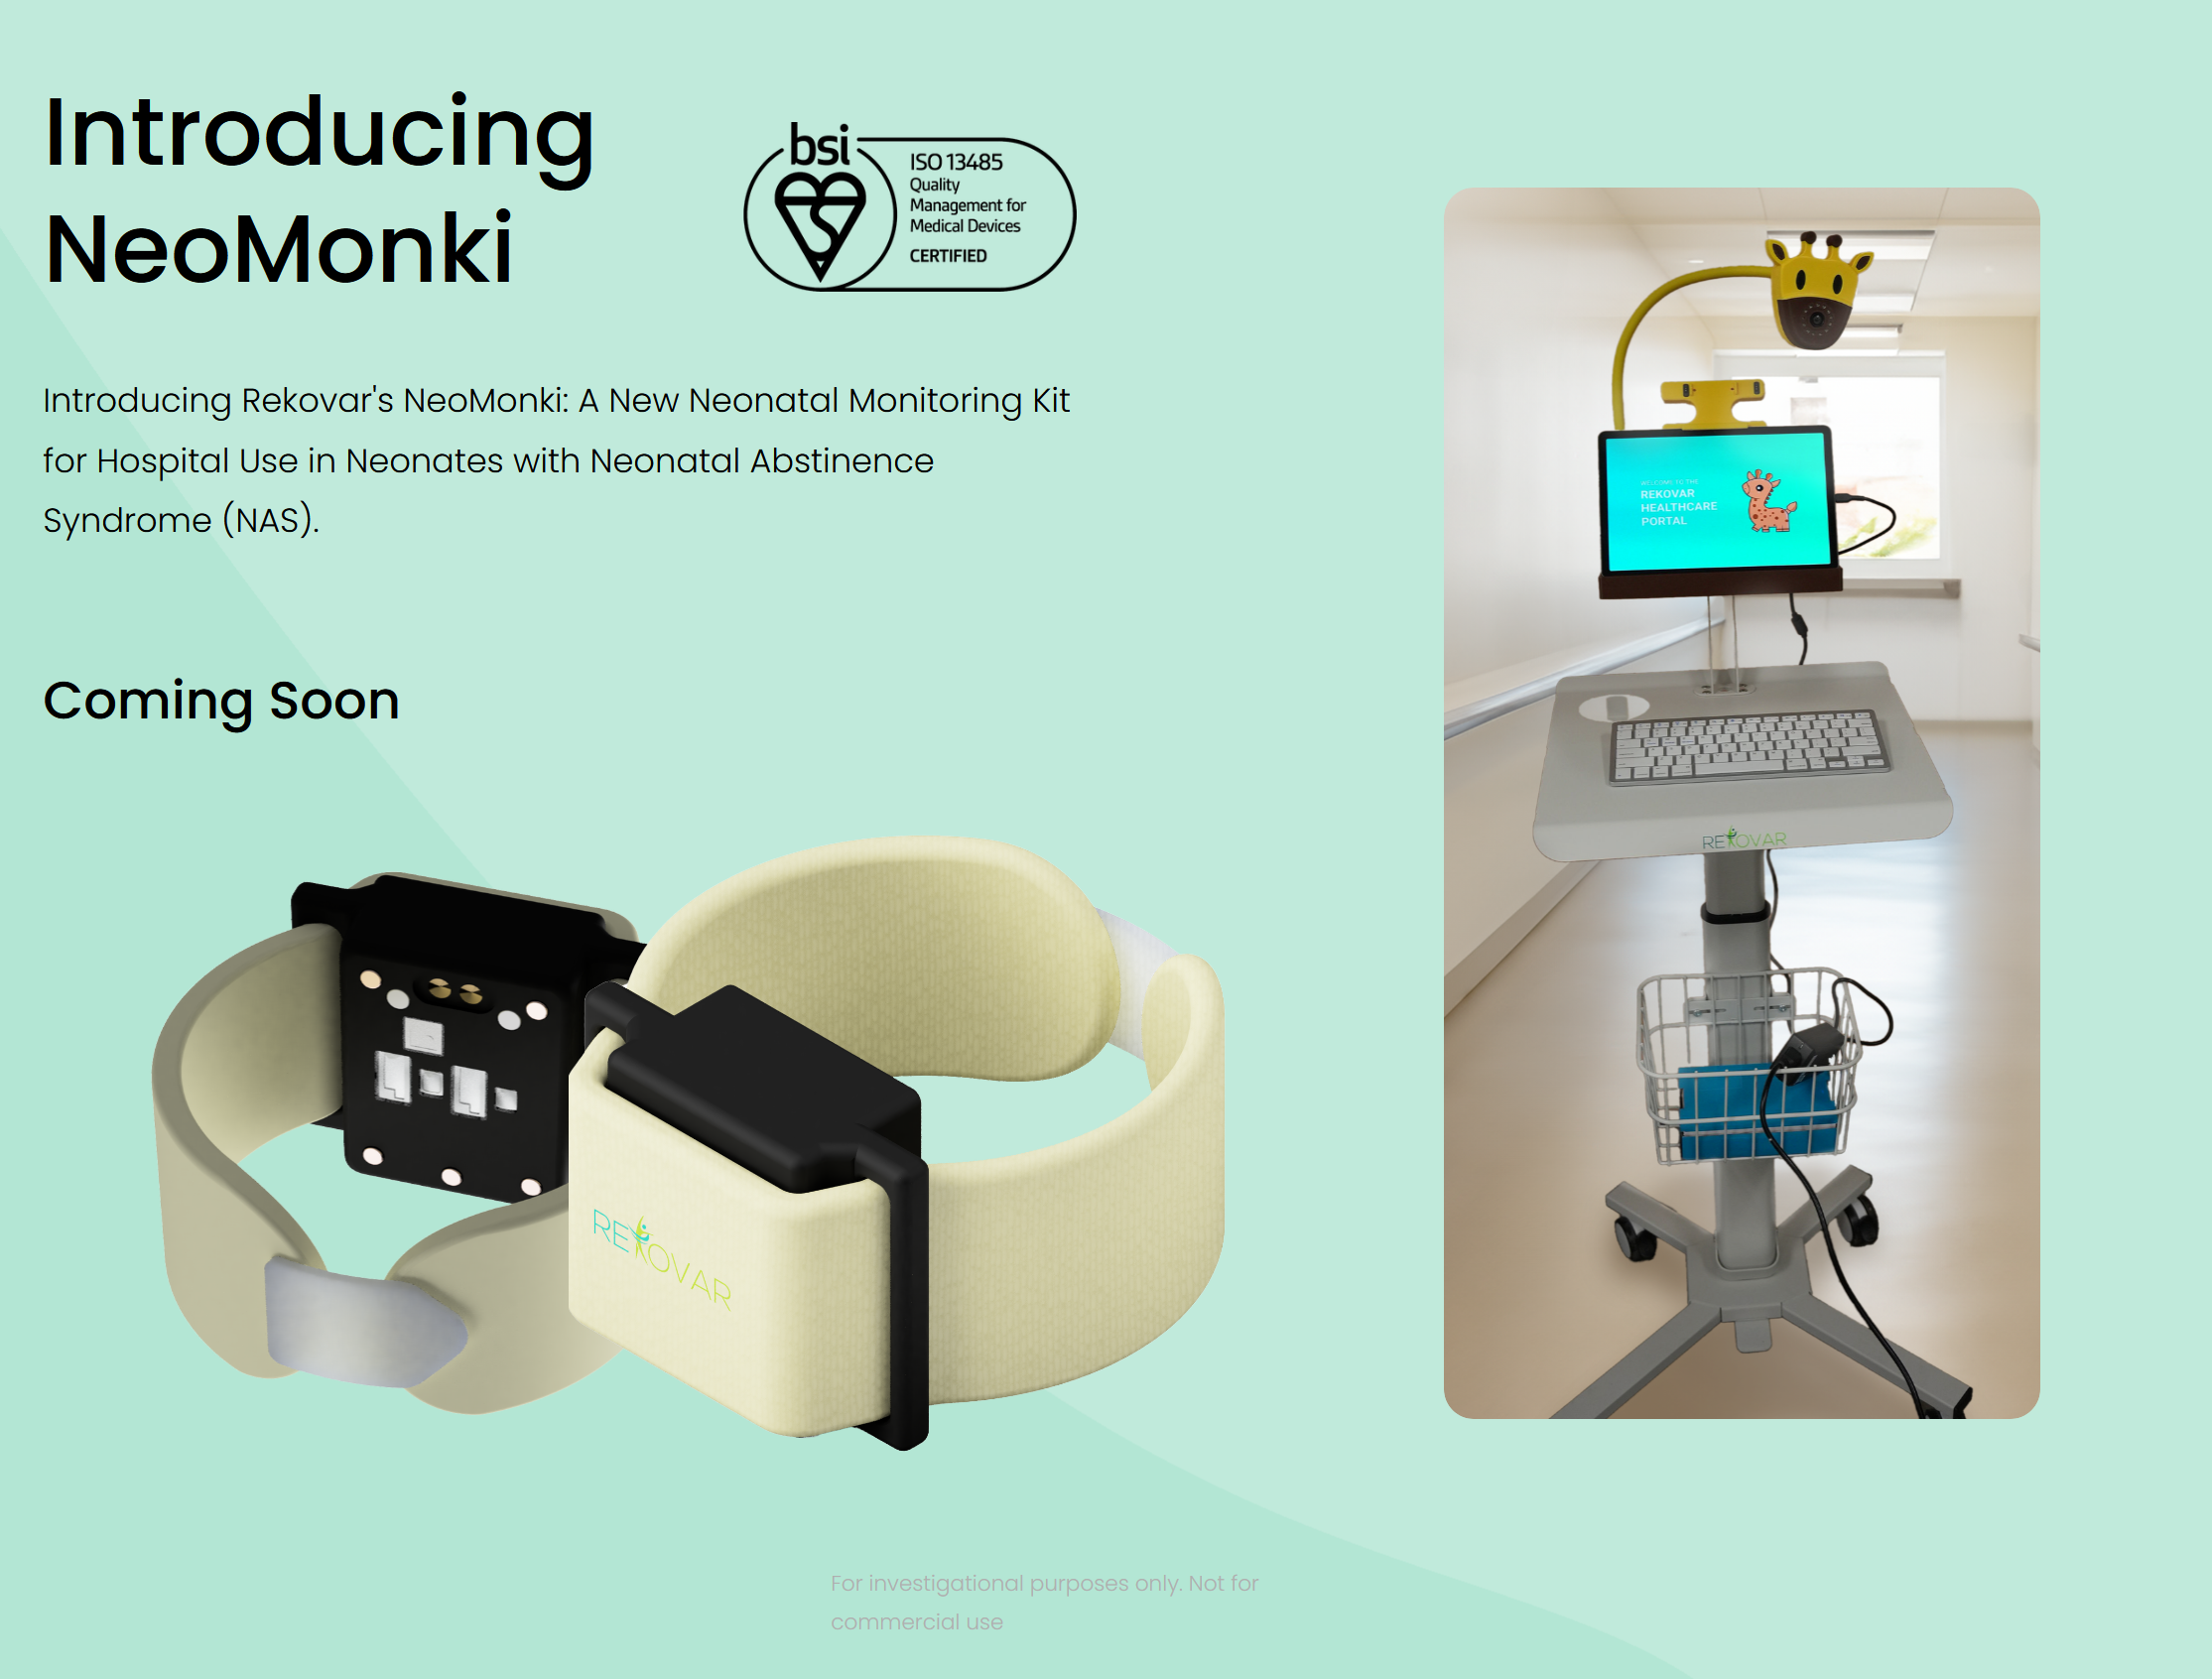 Introducing
NeoMonki
bsi
ISO 13485
Quality
Management for
Medical Devices
CERTIFIED
Introducing Rekovar's NeoMonki: A New Neonatal Monitoring Kit
for Hospital Use in Neonates with Neonatal Abstinence
Syndrome (NAS).
Coming Soon
REKOVAR
WELCOME TO THE
REKOVAR
HEALTHCARE
PORTAL
REKOVAR
For investigational purposes only. Not for
commercial use